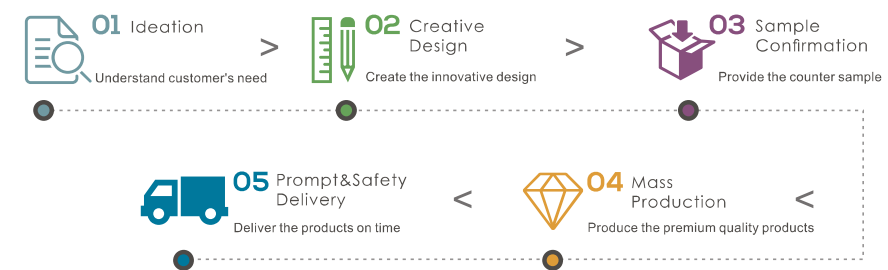 01 Ideation
Understand customer's need
>
02 Creative
Design
Create the innovative design
>
03 Sample
Confirmation
Provide the counter sample
<
04 Mass
Production
Produce the premium quality products
<
05 Prompt&Safety
Delivery
Deliver the products on time